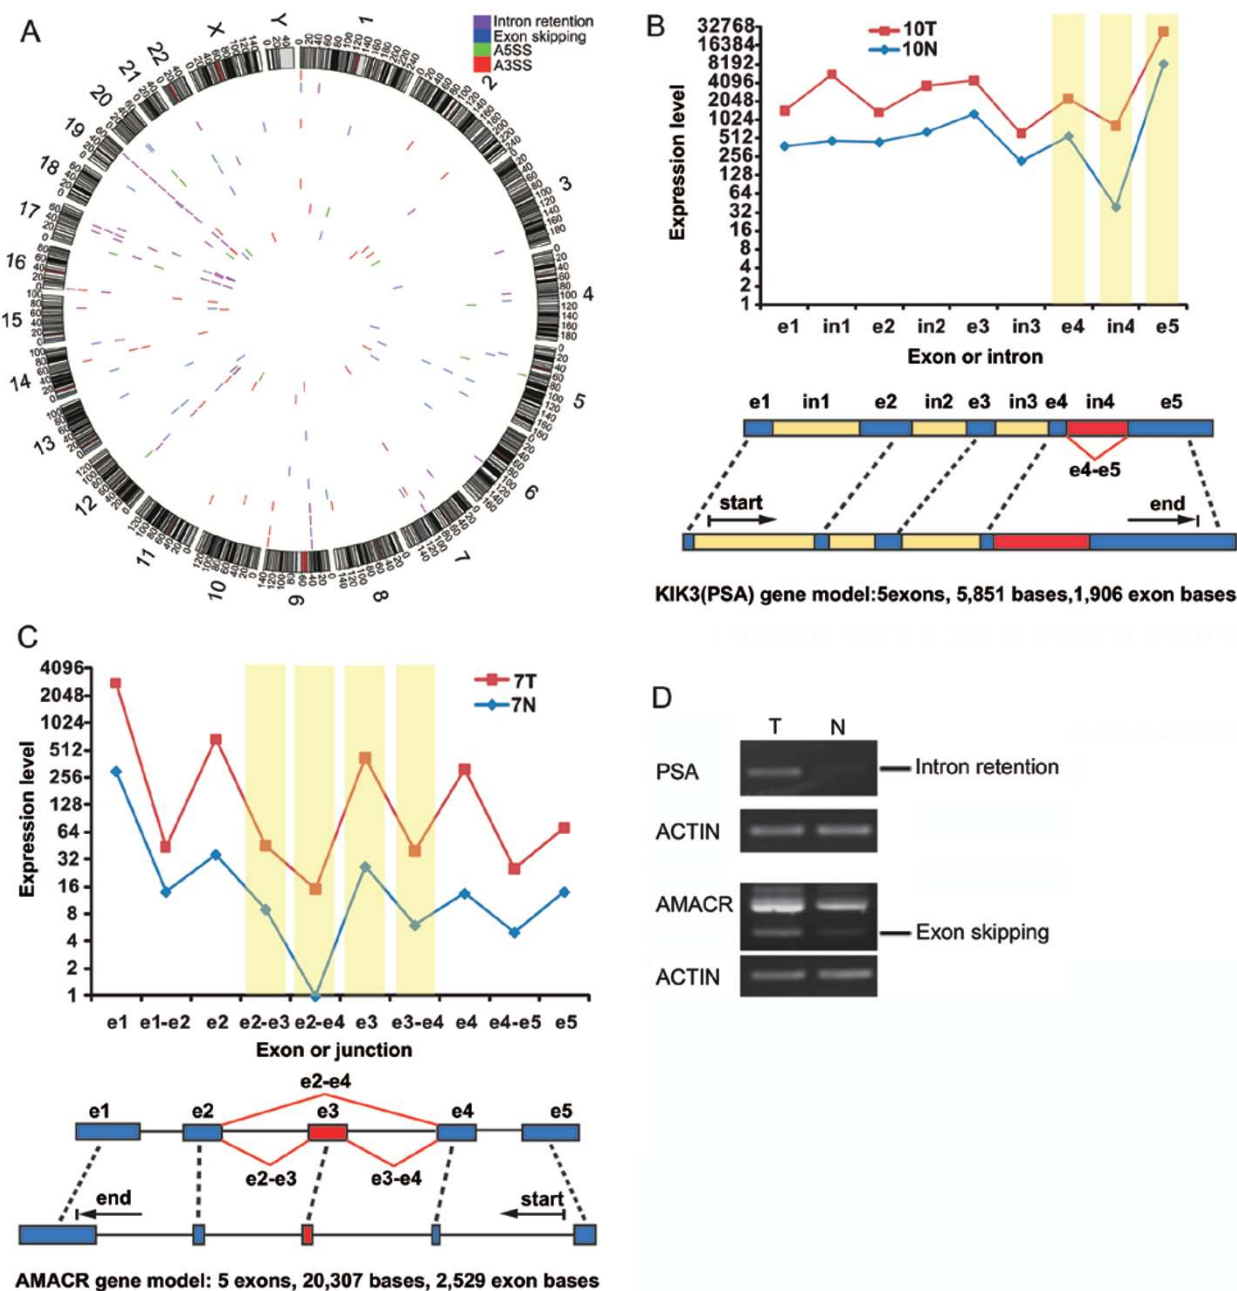 A
Intron retention
Exon skipping
A5SS
A3SS
X
Y
1
2
3
4
5
6
7
8
9
10
11
12
13
14
15
16
17
18
19
20
21
22
B
32768
16384
8192
4096
2048
1024
512
256
128
64
32
16
8
4
2
1
Expression level
10T
10N
e1 in1 e2 in2 e3 in3 e4 in4 e5
Exon or intron
e1 in1 e2 in2 e3 in3 e4 in4 e5
e4-e5
start end
KIK3(PSA) gene model:5exons, 5,851 bases,1,906 exon bases
C
4096
2048
1024
512
256
128
64
32
16
8
4
2
1
Expression level
7T
7N
e1 e1-e2 e2 e2-e3 e2-e4 e3 e3-e4 e4 e4-e5 e5
Exon or junction
e2-e4
e1 e2 e3 e4 e5
e2-e3 e3-e4
end start
AMACR gene model: 5 exons, 20,307 bases, 2,529 exon bases
D
T N
PSA Intron retention
ACTIN
AMACR
Exon skipping
ACTIN